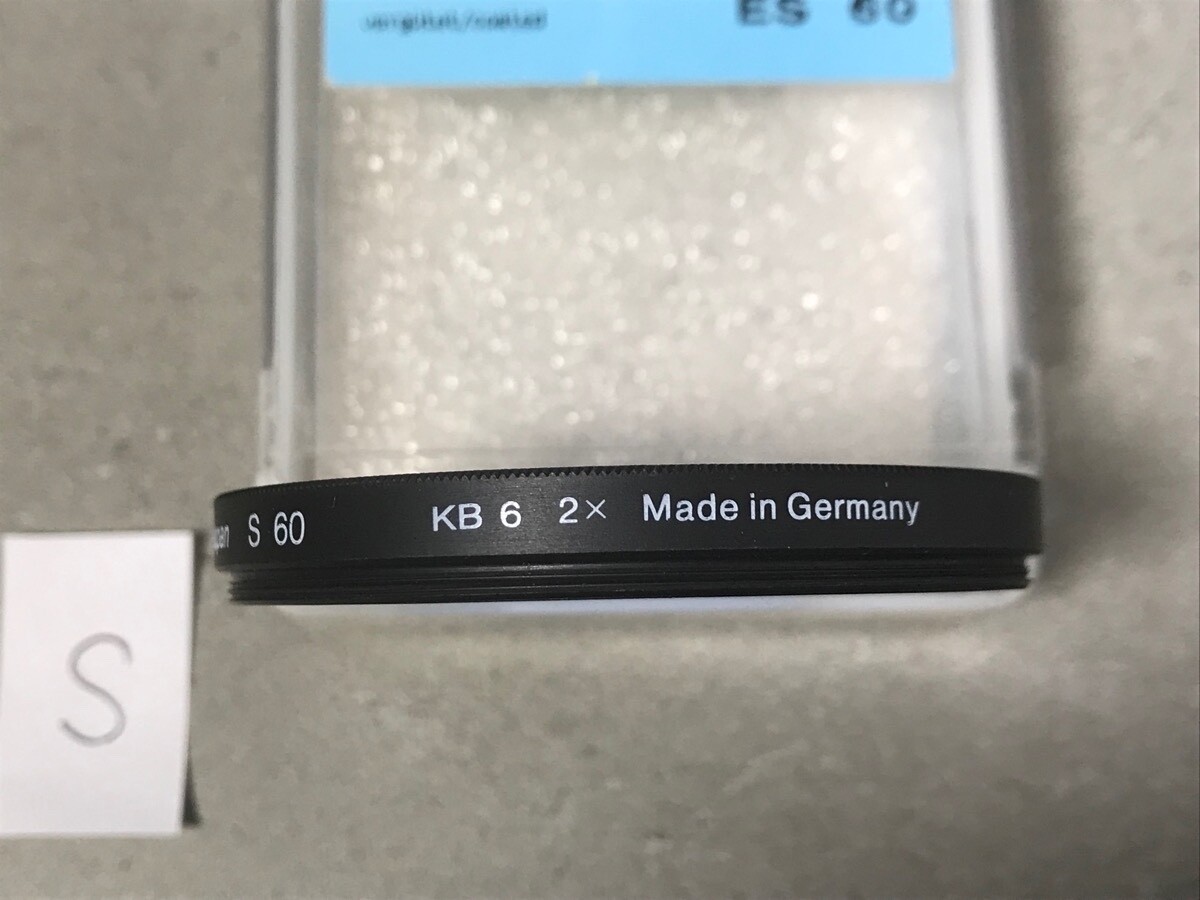 vergütet/coated ES 60
S 60 KB 6 2× Made in Germany
S